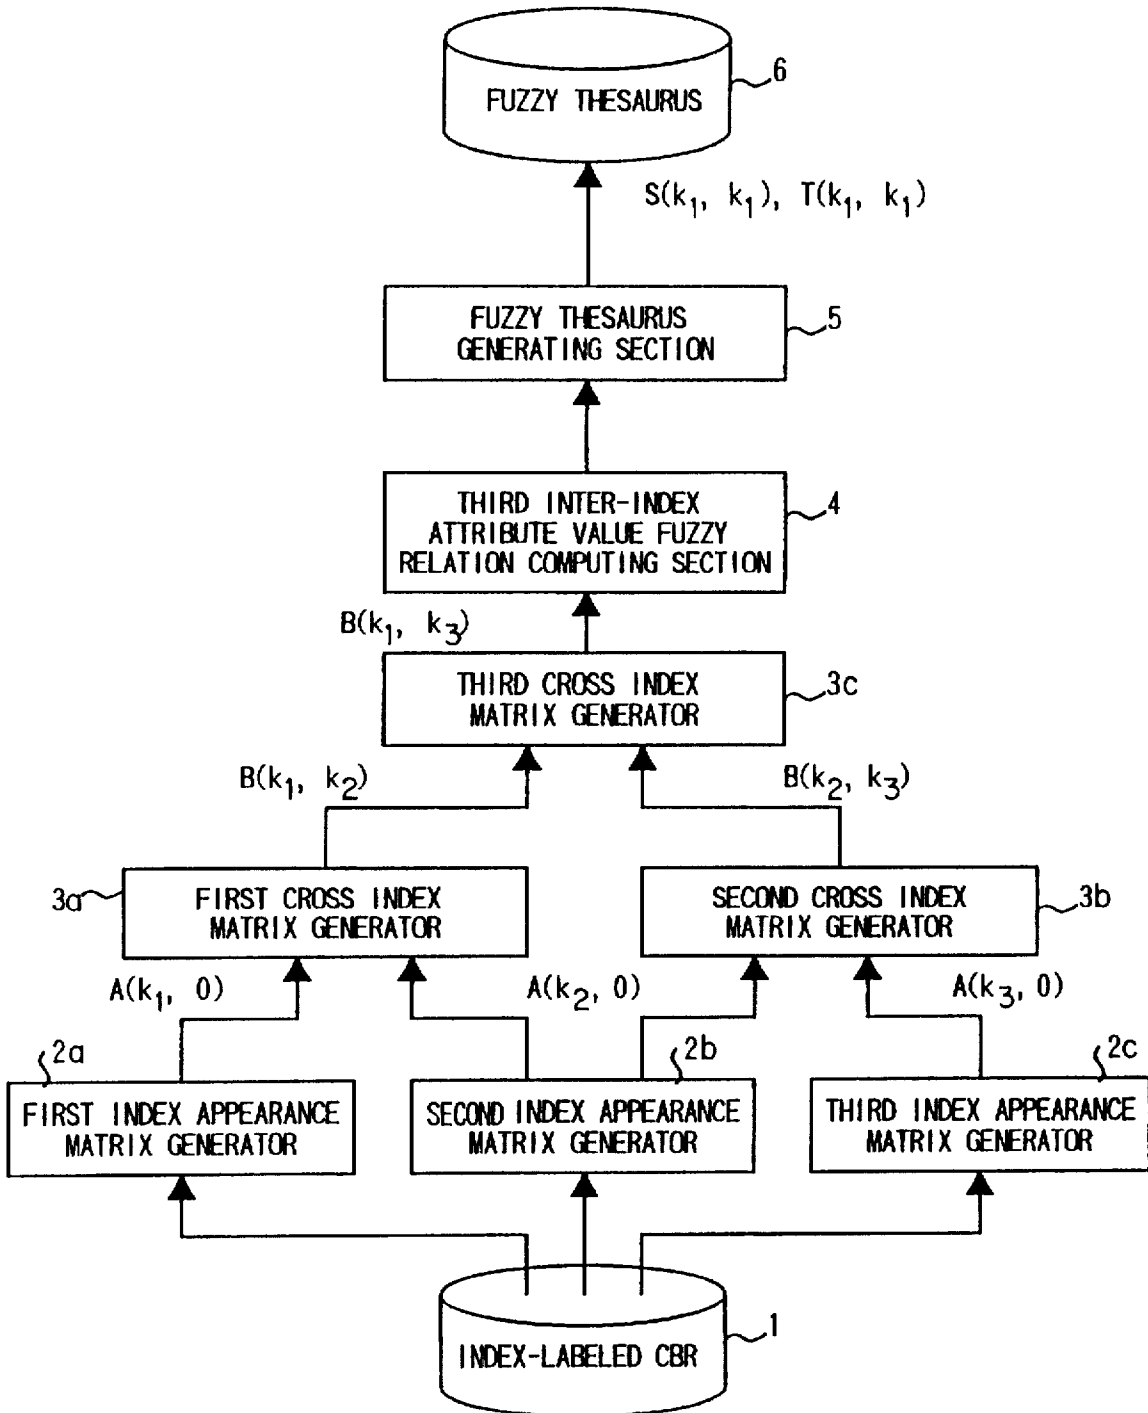 6
FUZZY THESAURUS
S(k1, k1), T(k1, k1)
FUZZY THESAURUS
GENERATING SECTION
5
THIRD INTER-INDEX
ATTRIBUTE VALUE FUZZY
RELATION COMPUTING SECTION
4
B(k1, k3)
THIRD CROSS INDEX
MATRIX GENERATOR
3c
B(k1, k2)
B(k2, k3)
3a
FIRST CROSS INDEX
MATRIX GENERATOR
SECOND CROSS INDEX
MATRIX GENERATOR
3b
A(k1, 0)
A(k2, 0)
A(k3, 0)
2a
2b
2c
FIRST INDEX APPEARANCE
MATRIX GENERATOR
SECOND INDEX APPEARANCE
MATRIX GENERATOR
THIRD INDEX APPEARANCE
MATRIX GENERATOR
1
INDEX-LABELED CBR